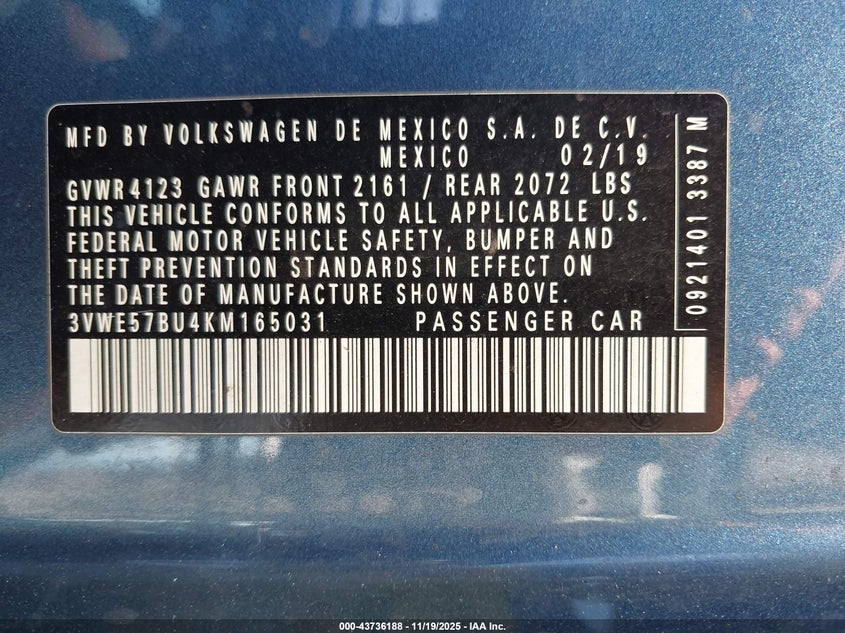 MFD BY VOLKSWAGEN DE MEXICO S.A. DE C.V.
MEXICO 02/19
GVWR 4123 GAWR FRONT 2161 / REAR 2072 LBS
THIS VEHICLE CONFORMS TO ALL APPLICABLE U.S.
FEDERAL MOTOR VEHICLE SAFETY, BUMPER AND
THEFT PREVENTION STANDARDS IN EFFECT ON
THE DATE OF MANUFACTURE SHOWN ABOVE.
3VWE57BU4KM165031 PASSENGER CAR
0921401 3387 M
000-43736188 - 11/19/2025 - IAA Inc.